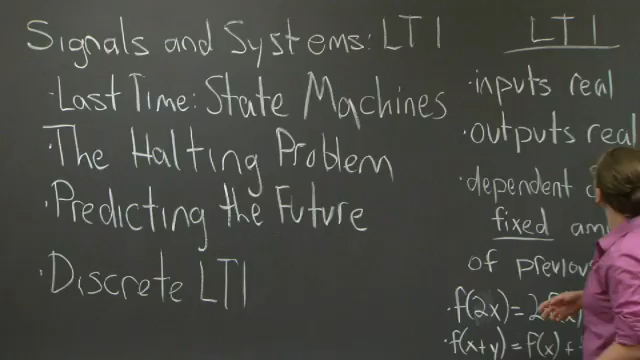 Signals and Systems: LTI
· Last Time: State Machines
· The Halting Problem
· Predicting the Future
· Discrete LTI
LTI
· inputs real
· outputs real
· dependent
fixed
of previous
· f(2x) = 2
· f(x+y) = f(x) +